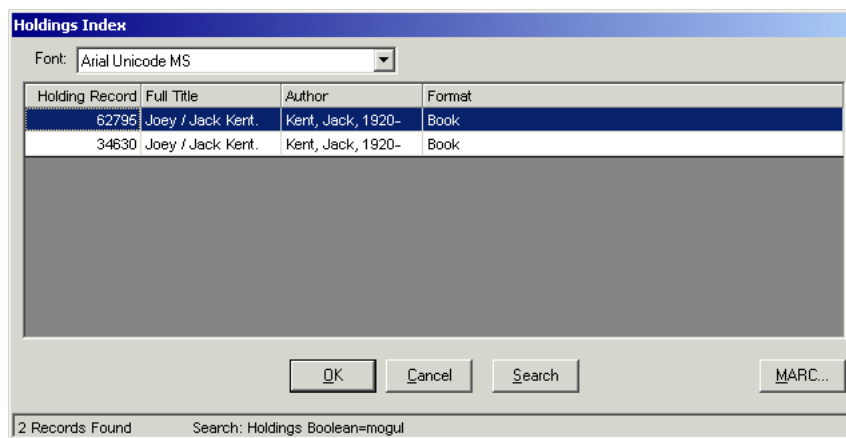 Holdings Index
Font: Arial Unicode MS
Holding Record Full Title Author Format
62795 Joey / Jack Kent. Kent, Jack, 1920- Book
34630 Joey / Jack Kent. Kent, Jack, 1920- Book
OK Cancel Search MARC...
2 Records Found Search: Holdings Boolean=mogul